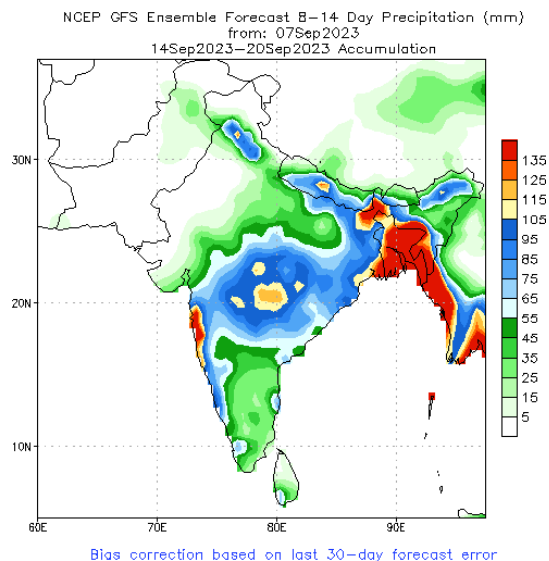 NCEP GFS Ensemble Forecast 8-14 Day Precipitation (mm)
from: 07Sep2023
14Sep2023-20Sep2023 Accumulation
30N
20N
10N
60E
70E
80E
90E
135
125
115
105
95
85
75
65
55
45
35
25
15
5
Bias correction based on last 30-day forecast error